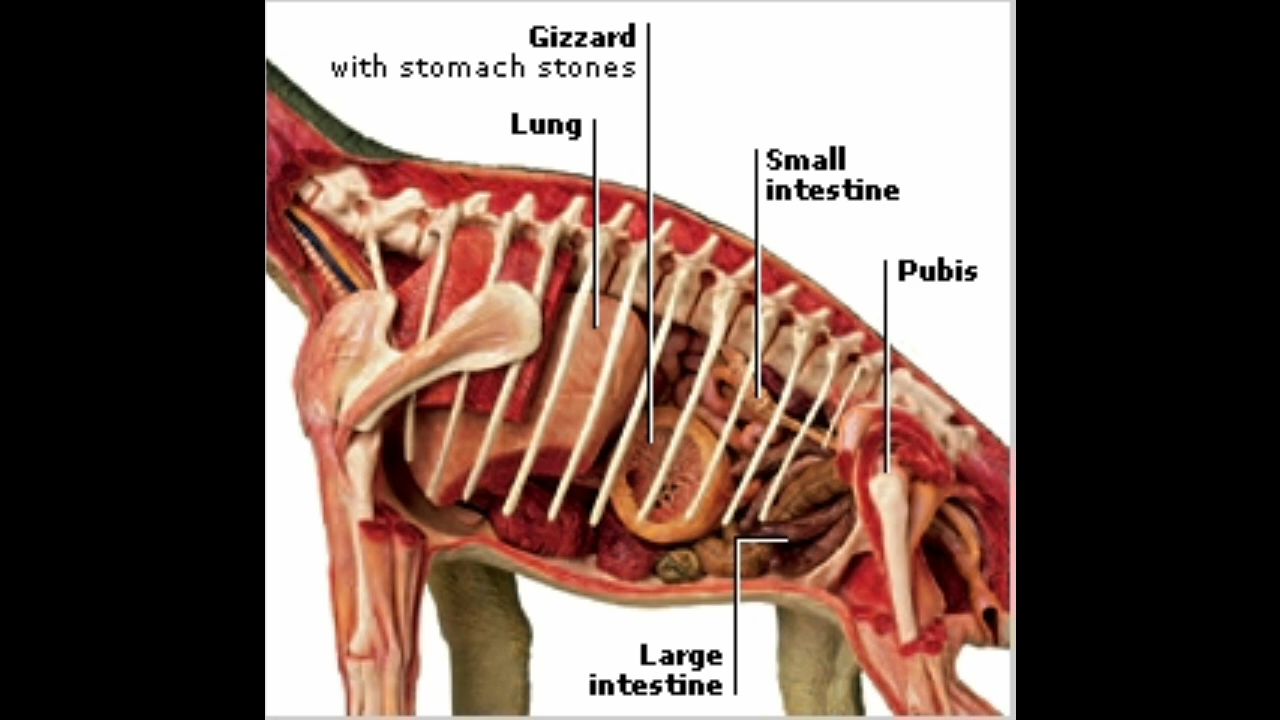 Gizzard
with stomach stones
Lung
Small
intestine
Pubis
Large
intestine